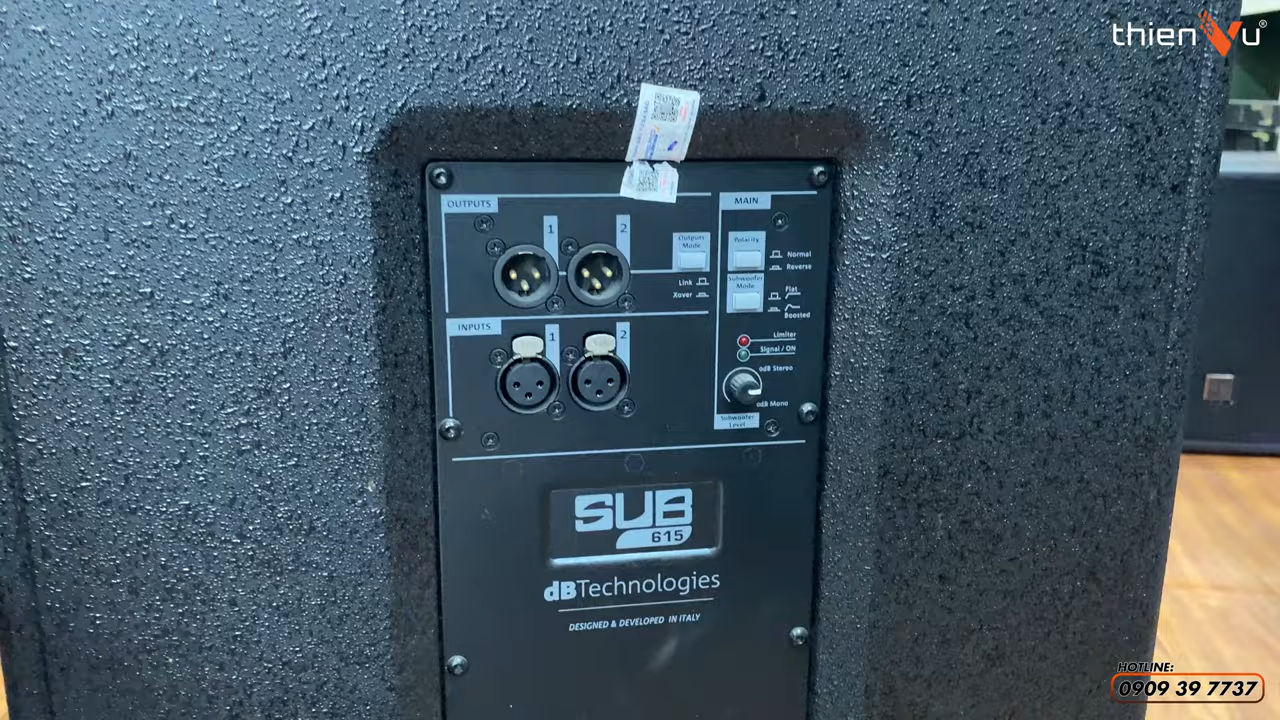 thien Vu®
OUTPUTS
1
2
Outputs
Mode
Link
Xover
INPUTS
1
2
MAIN
Polarity
Normal
Reverse
Subwoofer
Mode
Flat
Boosted
Limiter
Signal / ON
0dB Stereo
0dB Mono
Subwoofer
Level
SUB
615
dBTechnologies
DESIGNED & DEVELOPED IN ITALY
HOTLINE:
0909 39 7737